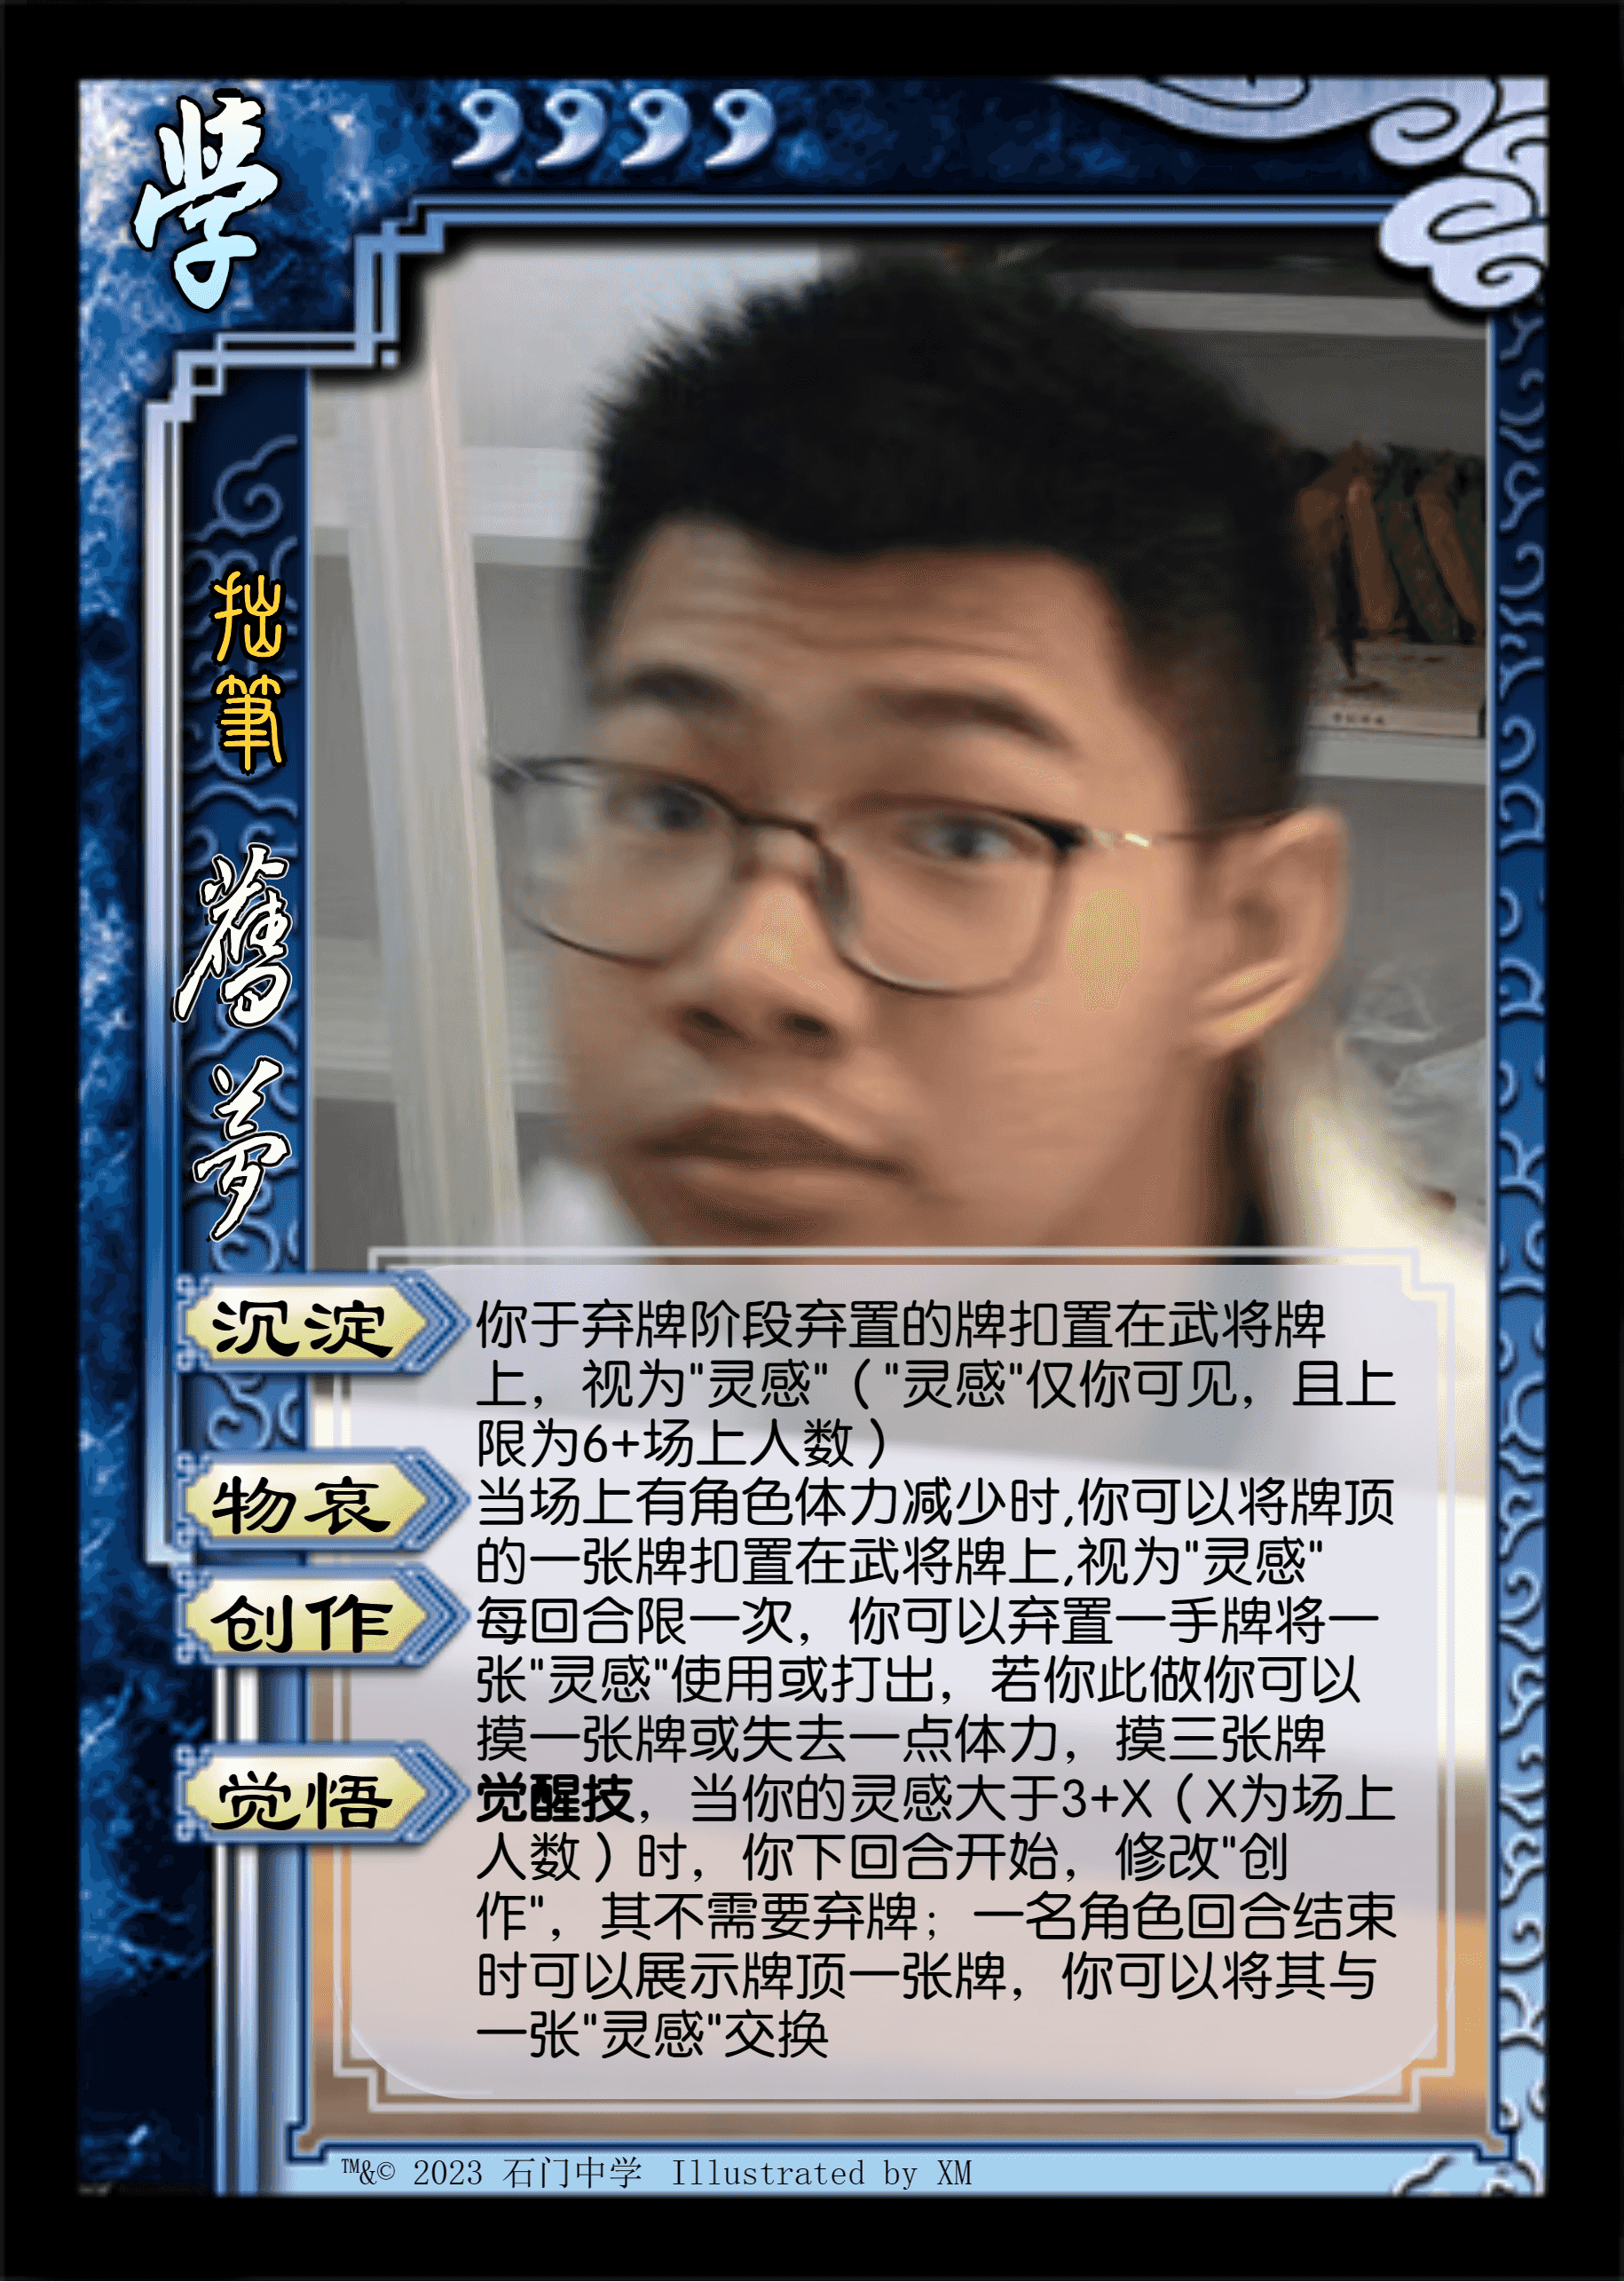 学
拙筆
舊夢
沉淀
你于弃牌阶段弃置的牌扣置在武将牌
上，视为"灵感"（"灵感"仅你可见，且上
限为6+场上人数）
物哀
当场上有角色体力减少时,你可以将牌顶
的一张牌扣置在武将牌上,视为"灵感"
创作
每回合限一次，你可以弃置一手牌将一
张"灵感"使用或打出，若你此做你可以
摸一张牌或失去一点体力，摸三张牌
觉悟
觉醒技，当你的灵感大于3+X（X为场上
人数）时，你下回合开始，修改"创
作"，其不需要弃牌；一名角色回合结束
时可以展示牌顶一张牌，你可以将其与
一张"灵感"交换
™&© 2023 石门中学 Illustrated by XM